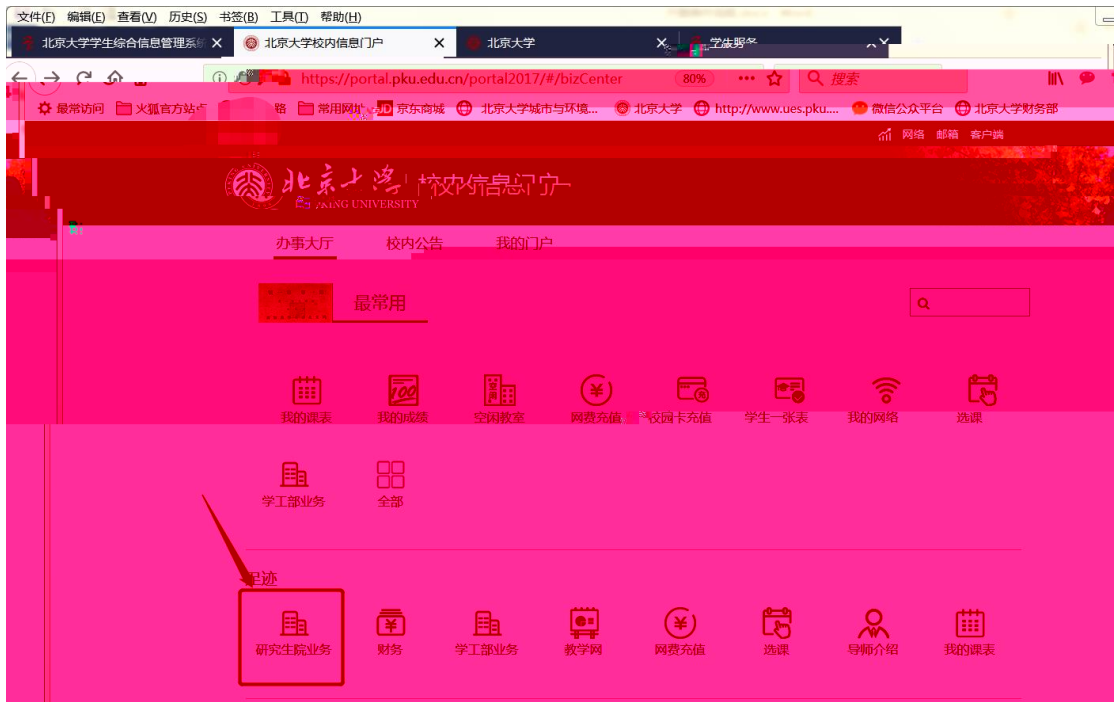 文件(F) 编辑(E) 查看(V) 历史(S) 书签(B) 工具(T) 帮助(H)
北京大学学生综合信息管理系统 北京大学校内信息门户 北京大学
https://portal.pku.edu.cn/portal2017/#/bizCenter 80% 搜索
最常访问 火狐官方站点 常用网址 JD 京东商城 北京大学城市与环境... 北京大学 http://www.ues.pku.... 微信公众平台 北京大学财务部
网络 邮箱 客户端
北京大学 校内信息门户
UNIVERSITY
办事大厅 校内公告 我的门户
最常用
我的课表 我的成绩 空闲教室 网费充值 校园卡充值 学生一张表 我的网络 选课
学工部业务 全部
足迹
研究生院业务 财务 学工部业务 教学网 网费充值 选课 导师介绍 我的课表